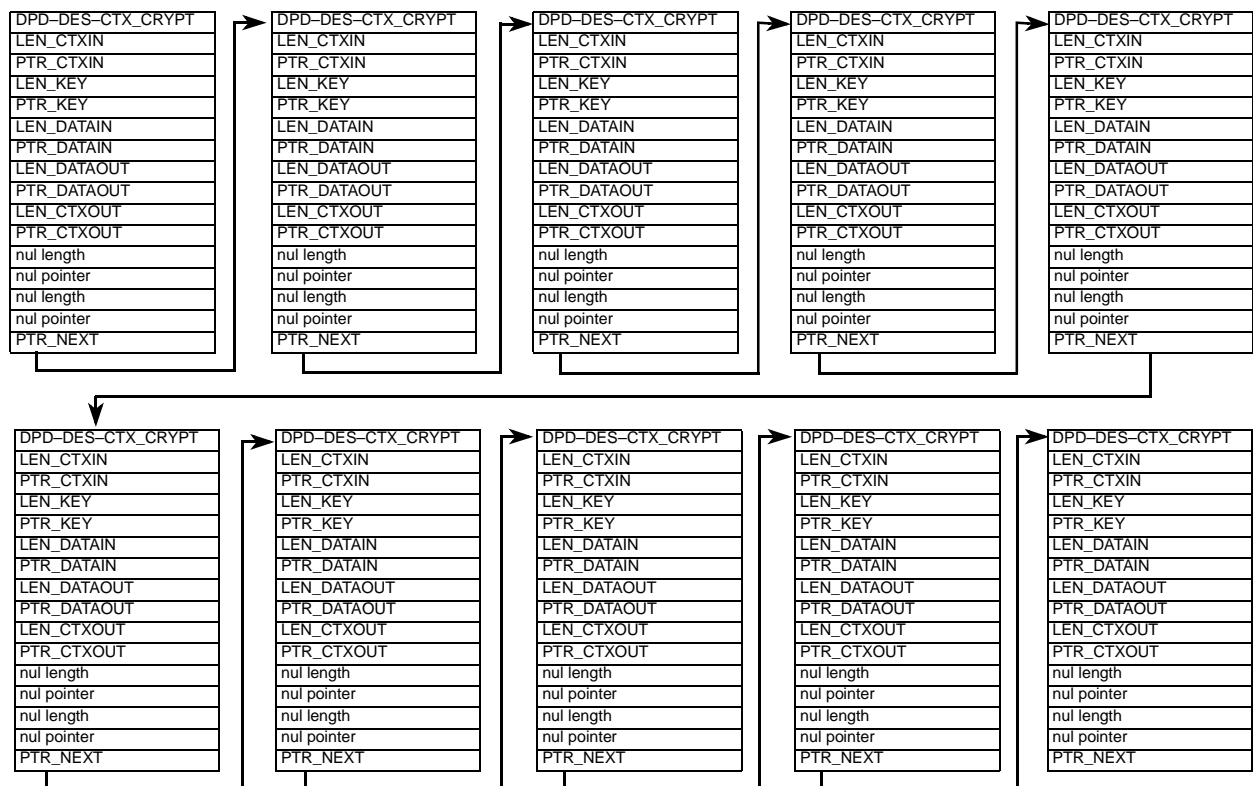 DPD–DES–CTX_CRYPT
LEN_CTXIN
PTR_CTXIN
LEN_KEY
PTR_KEY
LEN_DATAIN
PTR_DATAIN
LEN_DATAOUT
PTR_DATAOUT
LEN_CTXOUT
PTR_CTXOUT
nul length
nul pointer
nul length
nul pointer
PTR_NEXT
DPD–DES–CTX_CRYPT
LEN_CTXIN
PTR_CTXIN
LEN_KEY
PTR_KEY
LEN_DATAIN
PTR_DATAIN
LEN_DATAOUT
PTR_DATAOUT
LEN_CTXOUT
PTR_CTXOUT
nul length
nul pointer
nul length
nul pointer
PTR_NEXT
DPD–DES–CTX_CRYPT
LEN_CTXIN
PTR_CTXIN
LEN_KEY
PTR_KEY
LEN_DATAIN
PTR_DATAIN
LEN_DATAOUT
PTR_DATAOUT
LEN_CTXOUT
PTR_CTXOUT
nul length
nul pointer
nul length
nul pointer
PTR_NEXT
DPD–DES–CTX_CRYPT
LEN_CTXIN
PTR_CTXIN
LEN_KEY
PTR_KEY
LEN_DATAIN
PTR_DATAIN
LEN_DATAOUT
PTR_DATAOUT
LEN_CTXOUT
PTR_CTXOUT
nul length
nul pointer
nul length
nul pointer
PTR_NEXT
DPD–DES–CTX_CRYPT
LEN_CTXIN
PTR_CTXIN
LEN_KEY
PTR_KEY
LEN_DATAIN
PTR_DATAIN
LEN_DATAOUT
PTR_DATAOUT
LEN_CTXOUT
PTR_CTXOUT
nul length
nul pointer
nul length
nul pointer
PTR_NEXT
DPD–DES–CTX_CRYPT
LEN_CTXIN
PTR_CTXIN
LEN_KEY
PTR_KEY
LEN_DATAIN
PTR_DATAIN
LEN_DATAOUT
PTR_DATAOUT
LEN_CTXOUT
PTR_CTXOUT
nul length
nul pointer
nul length
nul pointer
PTR_NEXT
DPD–DES–CTX_CRYPT
LEN_CTXIN
PTR_CTXIN
LEN_KEY
PTR_KEY
LEN_DATAIN
PTR_DATAIN
LEN_DATAOUT
PTR_DATAOUT
LEN_CTXOUT
PTR_CTXOUT
nul length
nul pointer
nul length
nul pointer
PTR_NEXT
DPD–DES–CTX_CRYPT
LEN_CTXIN
PTR_CTXIN
LEN_KEY
PTR_KEY
LEN_DATAIN
PTR_DATAIN
LEN_DATAOUT
PTR_DATAOUT
LEN_CTXOUT
PTR_CTXOUT
nul length
nul pointer
nul length
nul pointer
PTR_NEXT
DPD–DES–CTX_CRYPT
LEN_CTXIN
PTR_CTXIN
LEN_KEY
PTR_KEY
LEN_DATAIN
PTR_DATAIN
LEN_DATAOUT
PTR_DATAOUT
LEN_CTXOUT
PTR_CTXOUT
nul length
nul pointer
nul length
nul pointer
PTR_NEXT
DPD–DES–CTX_CRYPT
LEN_CTXIN
PTR_CTXIN
LEN_KEY
PTR_KEY
LEN_DATAIN
PTR_DATAIN
LEN_DATAOUT
PTR_DATAOUT
LEN_CTXOUT
PTR_CTXOUT
nul length
nul pointer
nul length
nul pointer
PTR_NEXT